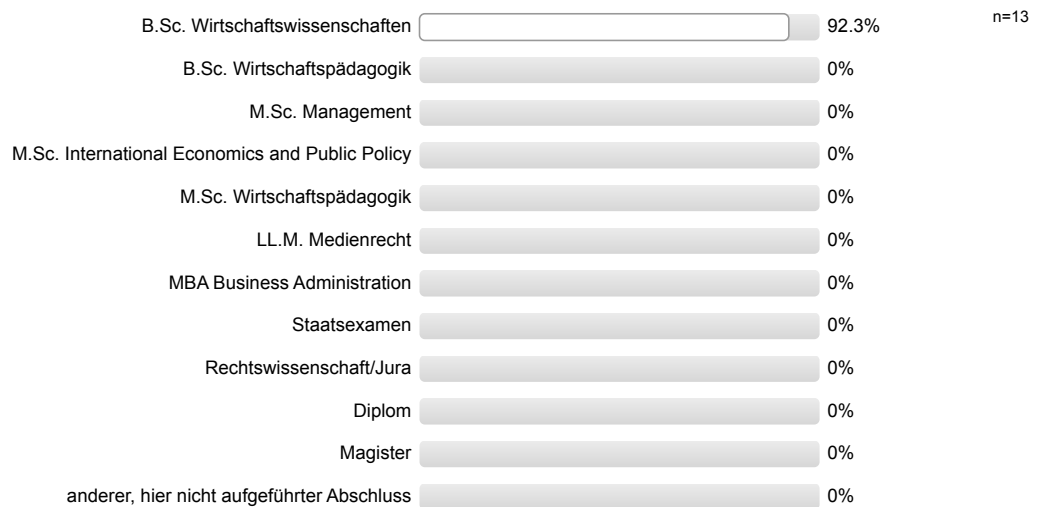 B.Sc. Wirtschaftswissenschaften 92.3% n=13
B.Sc. Wirtschaftspädagogik 0%
M.Sc. Management 0%
M.Sc. International Economics and Public Policy 0%
M.Sc. Wirtschaftspädagogik 0%
LL.M. Medienrecht 0%
MBA Business Administration 0%
Staatsexamen 0%
Rechtswissenschaft/Jura 0%
Diplom 0%
Magister 0%
anderer, hier nicht aufgeführter Abschluss 0%